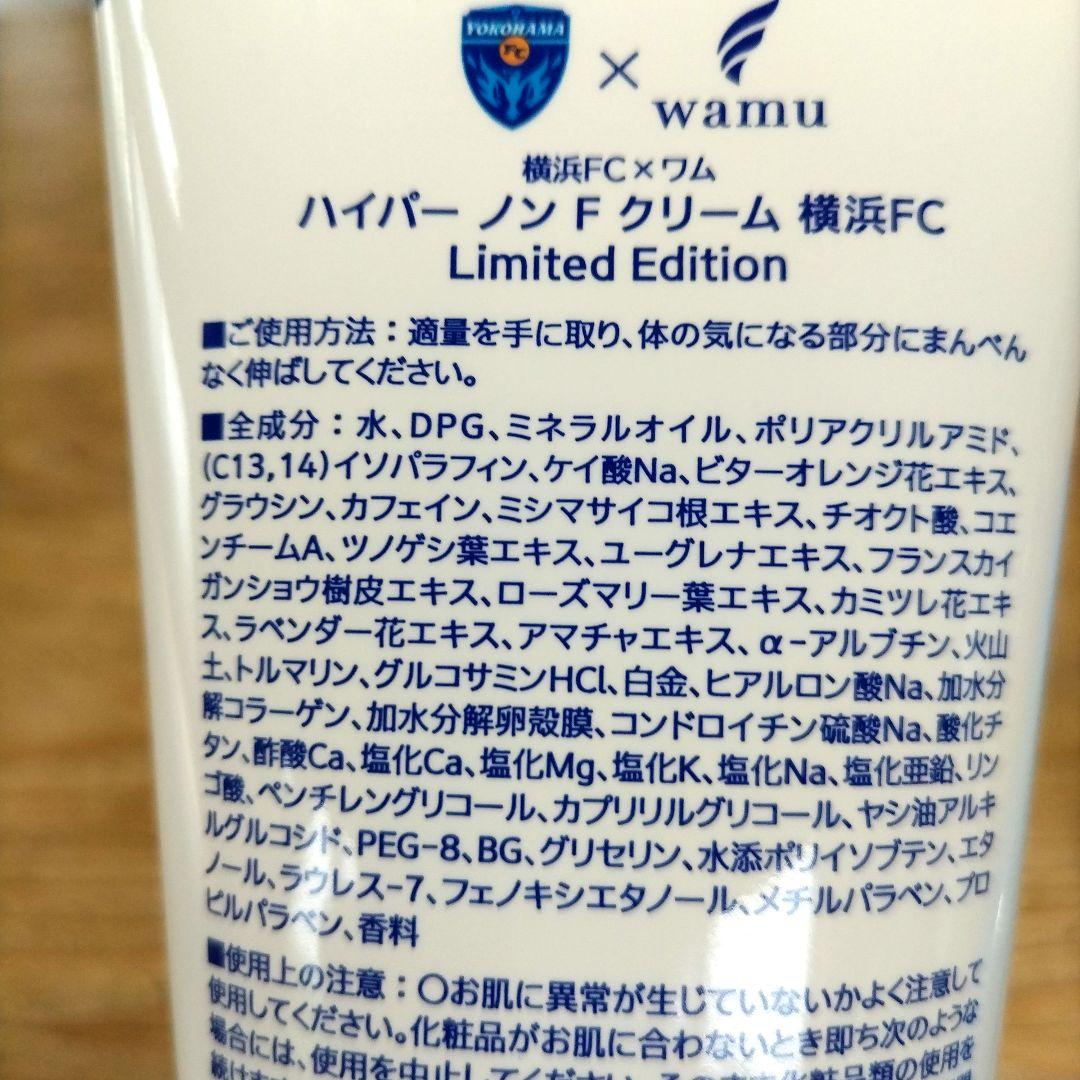 YOKOHAMA
FC
×
wamu
横浜FC×ワム
ハイパー ノン F クリーム 横浜FC
Limited Edition
■ご使用方法：適量を手に取り、体の気になる部分にまんべん
なく伸ばしてください。
■全成分：水、DPG、ミネラルオイル、ポリアクリルアミド、
(C13,14)イソパラフィン、ケイ酸Na、ビターオレンジ花エキス、
グラウシン、カフェイン、ミシマサイコ根エキス、チオクト酸、コエ
ンチームA、ツノゲシ葉エキス、ユーグレナエキス、フランスカイ
ガンショウ樹皮エキス、ローズマリー葉エキス、カミツレ花エキ
ス、ラベンダー花エキス、アマチャエキス、α-アルブチン、火山
土、トルマリン、グルコサミンHCl、白金、ヒアルロン酸Na、加水分
解コラーゲン、加水分解卵殻膜、コンドロイチン硫酸Na、酸化チ
タン、酢酸Ca、塩化Ca、塩化Mg、塩化K、塩化Na、塩化亜鉛、リン
ゴ酸、ペンチレングリコール、カプリリルグリコール、ヤシ油アルキ
ルグルコシド、PEG-8、BG、グリセリン、水添ポリイソブテン、エタ
ノール、ラウレス-7、フェノキシエタノール、メチルパラベン、プロ
ピルパラベン、香料
■使用上の注意：〇お肌に異常が生じていないかよく注意して
使用してください。化粧品がお肌に合わないとき即ち次のような
場合には、使用を中止してください。そのまま化粧品類の使用を